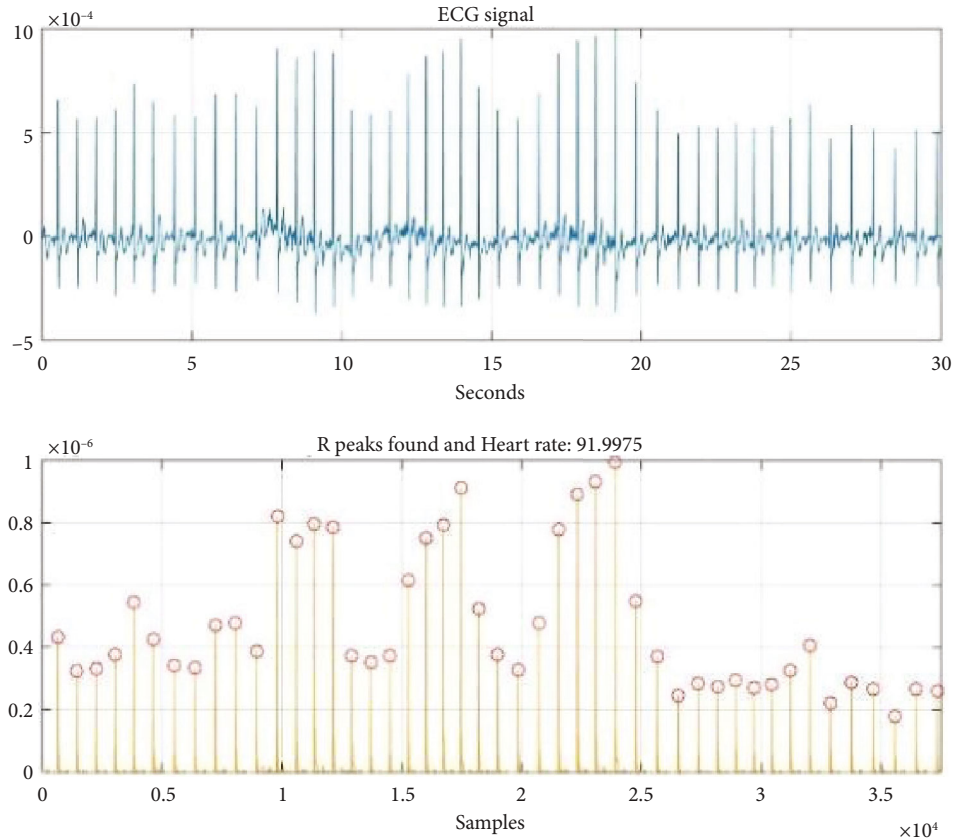 ECG signal
×10⁻⁴
10
5
0
−5
0 5 10 15 20 25 30
Seconds
R peaks found and Heart rate: 91.9975
×10⁻⁶
1
0.8
0.6
0.4
0.2
0
0 0.5 1 1.5 2 2.5 3 3.5
Samples
×10⁴